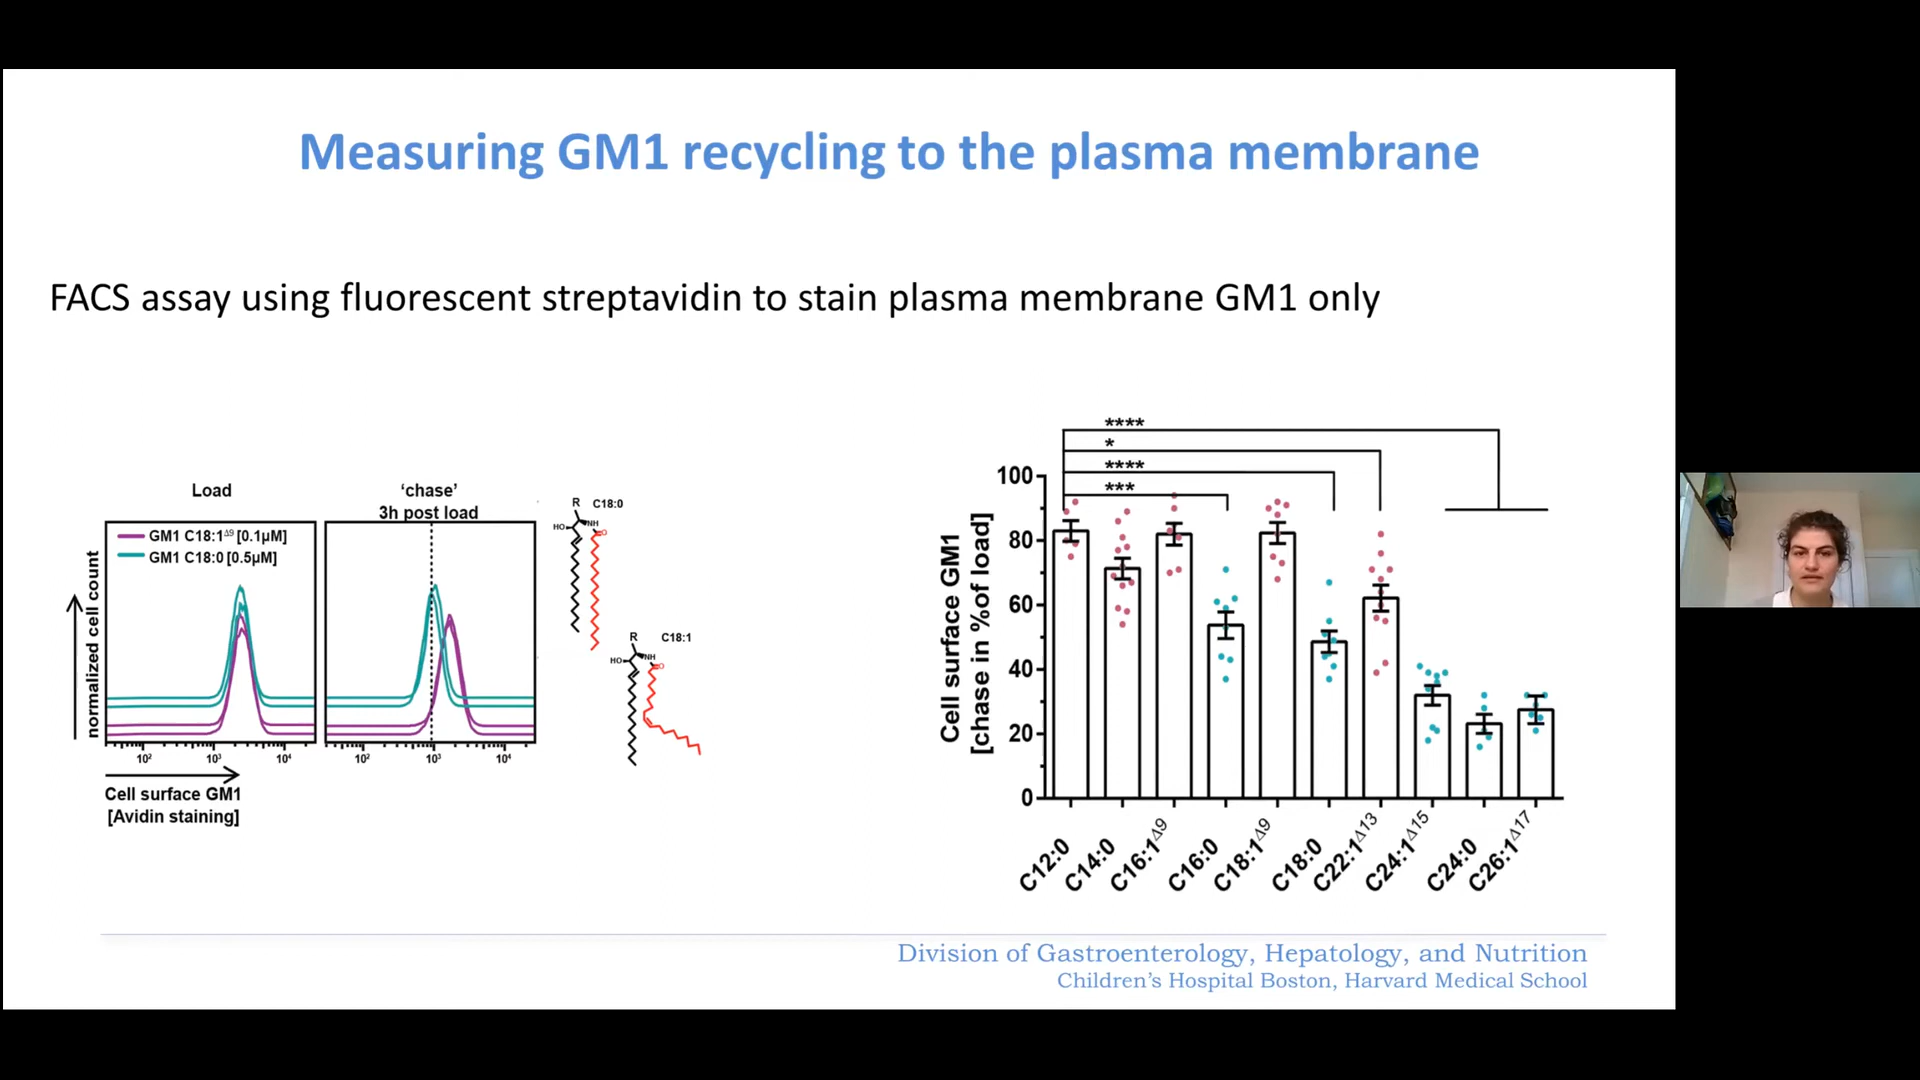 Measuring GM1 recycling to the plasma membrane
FACS assay using fluorescent streptavidin to stain plasma membrane GM1 only
Load
‘chase’
3h post load
GM1 C18:1Δ9 [0.1µM]
GM1 C18:0 [0.5µM]
normalized cell count
10² 10³ 10⁴
10² 10³ 10⁴
Cell surface GM1
[Avidin staining]
R C18:0
HO NH
O
R C18:1
HO NH
O
****
*
****
***
Cell surface GM1
[chase in %of load]
100
80
60
40
20
0
C12:0
C14:0
C16:1Δ9
C16:0
C18:1Δ9
C18:0
C22:1Δ13
C24:1Δ15
C24:0
C26:1Δ17
Division of Gastroenterology, Hepatology, and Nutrition
Children’s Hospital Boston, Harvard Medical School